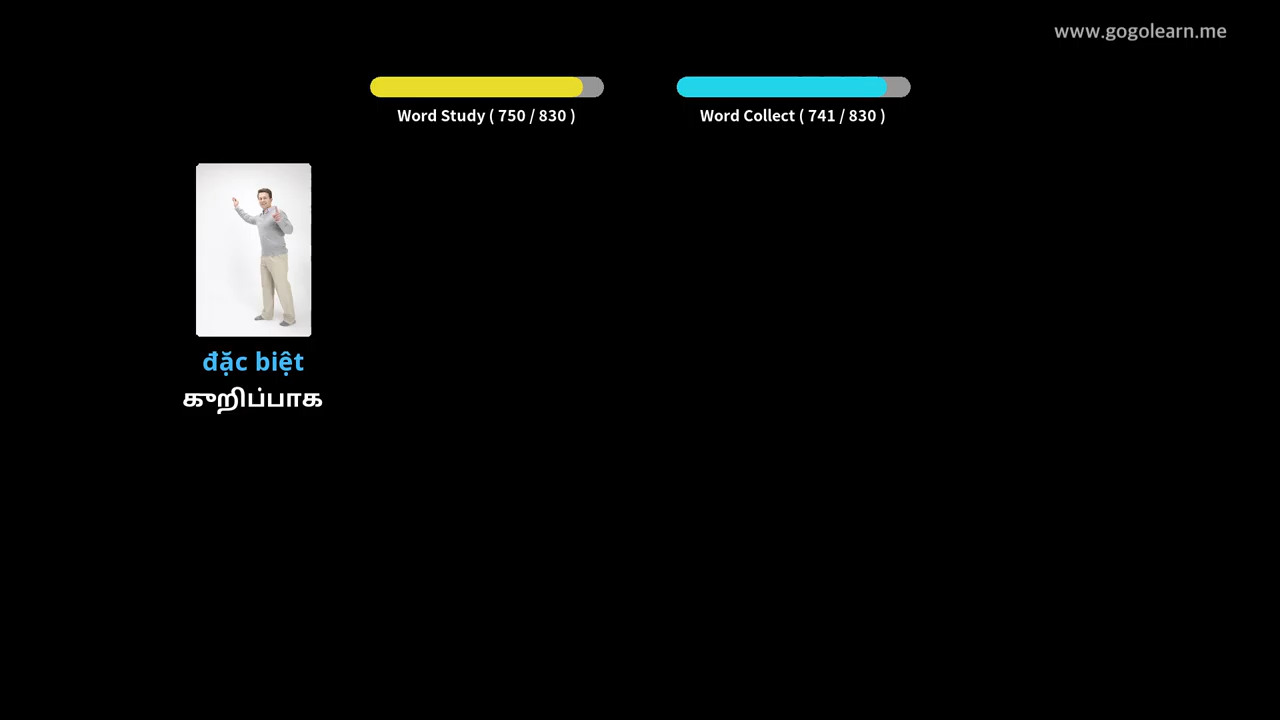 www.gogolearn.me
Word Study ( 750 / 830 )
Word Collect ( 741 / 830 )
đặc biệt
குறிப்பாக